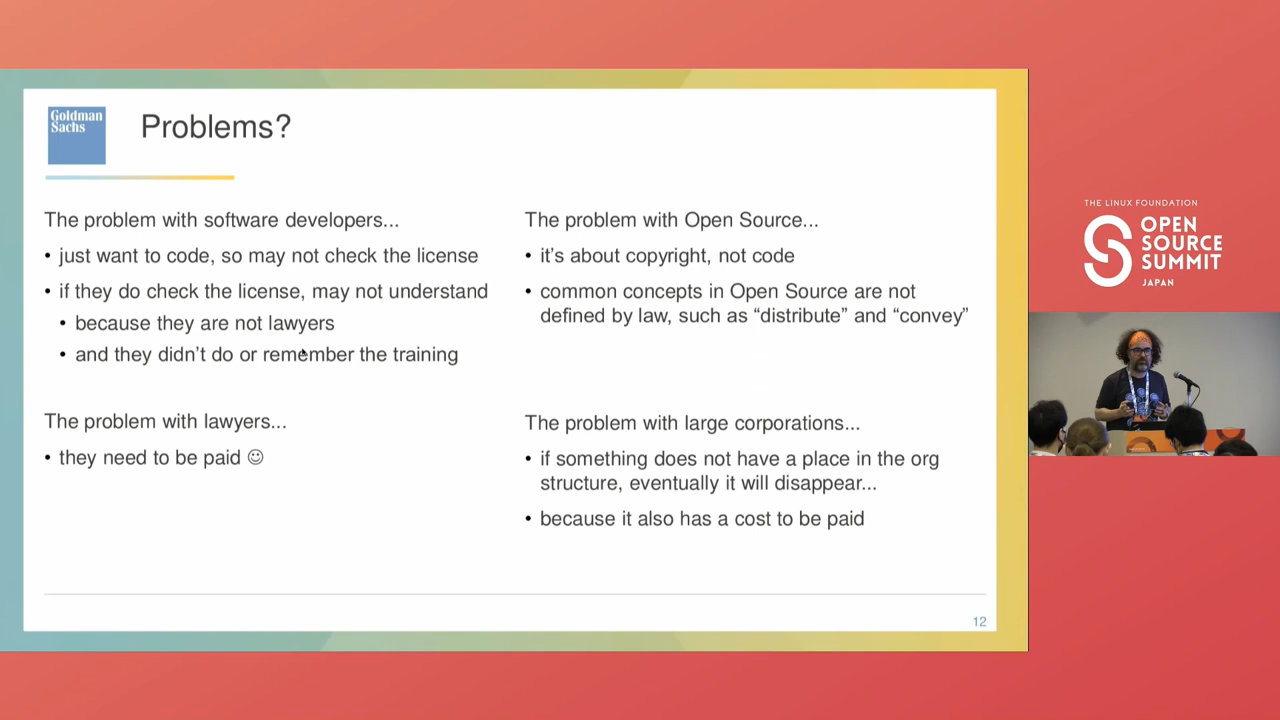 Goldman
Sachs
Problems?
The problem with software developers...
• just want to code, so may not check the license
• if they do check the license, may not understand
• because they are not lawyers
• and they didn’t do or remember the training
The problem with lawyers...
• they need to be paid ☺
The problem with Open Source...
• it’s about copyright, not code
• common concepts in Open Source are not
defined by law, such as “distribute” and “convey”
The problem with large corporations...
• if something does not have a place in the org
structure, eventually it will disappear...
• because it also has a cost to be paid
12
THE LINUX FOUNDATION
OPEN
SOURCE
SUMMIT
JAPAN